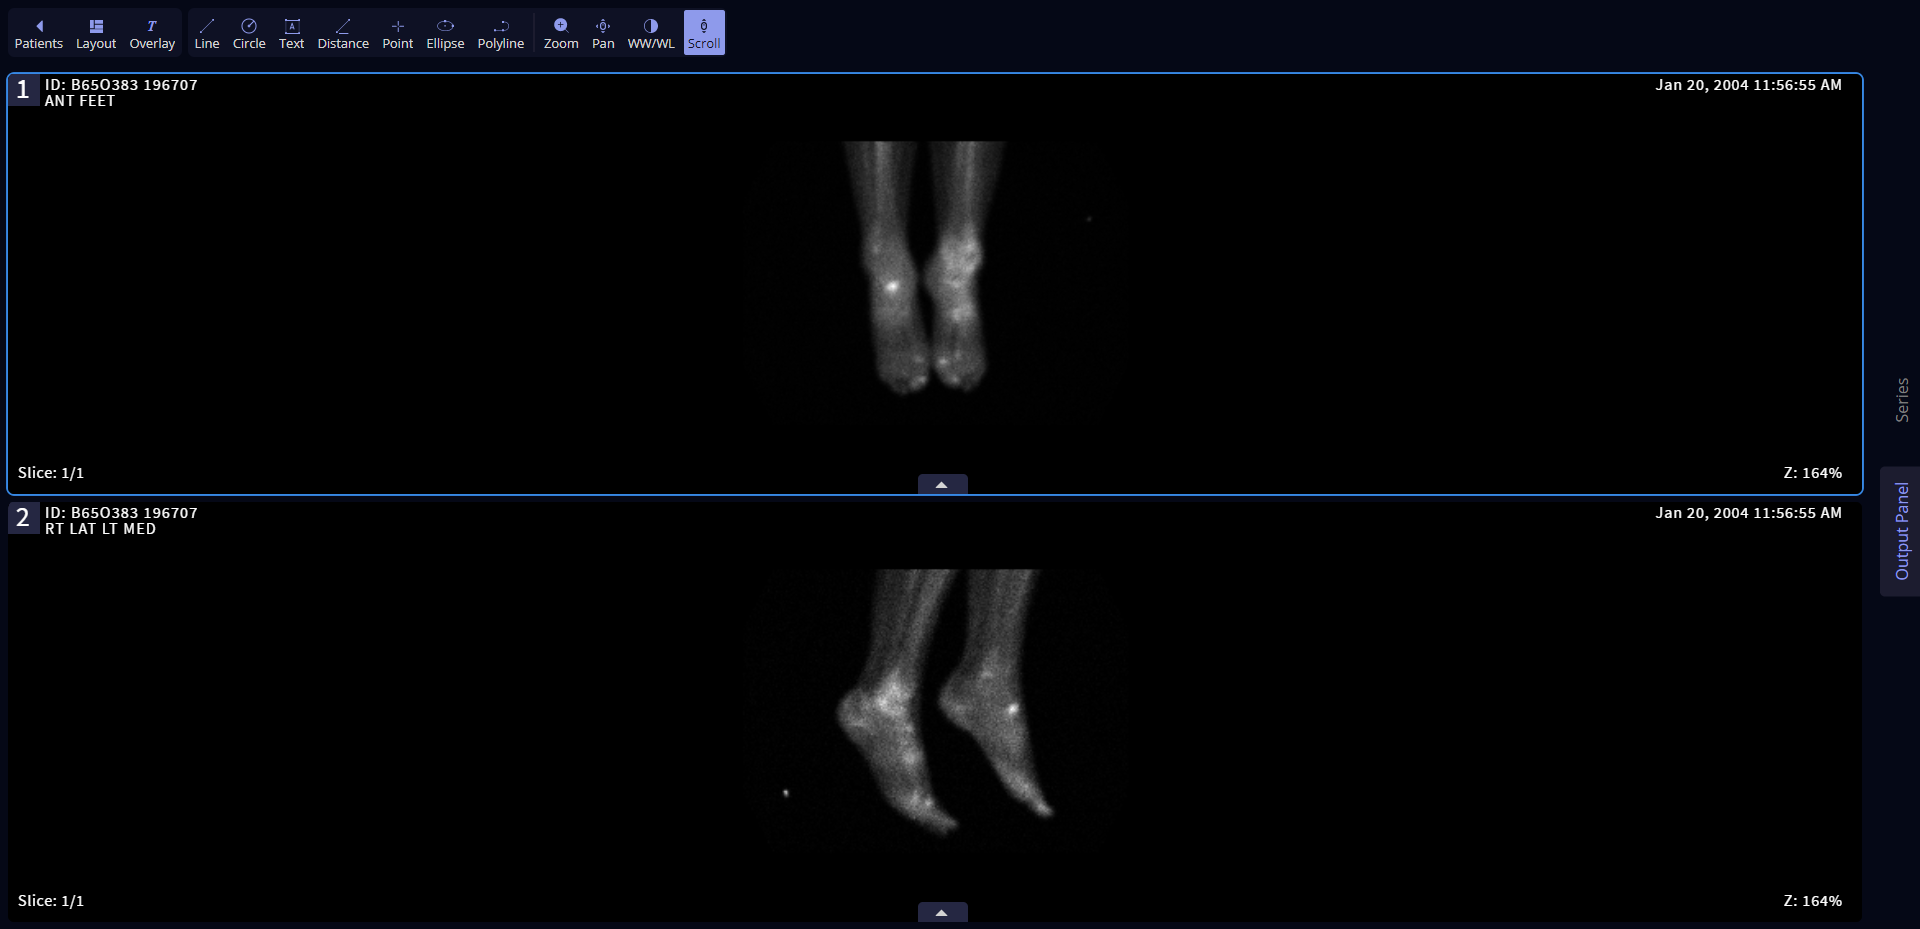 Patients Layout Overlay Line Circle Text Distance Point Ellipse Polyline Zoom Pan WW/WL Scroll
1 ID: B65O383 196707 Jan 20, 2004 11:56:55 AM
ANT FEET
Slice: 1/1 Z: 164%
2 ID: B65O383 196707 Jan 20, 2004 11:56:55 AM
RT LAT LT MED
Slice: 1/1 Z: 164%
Series
Output Panel